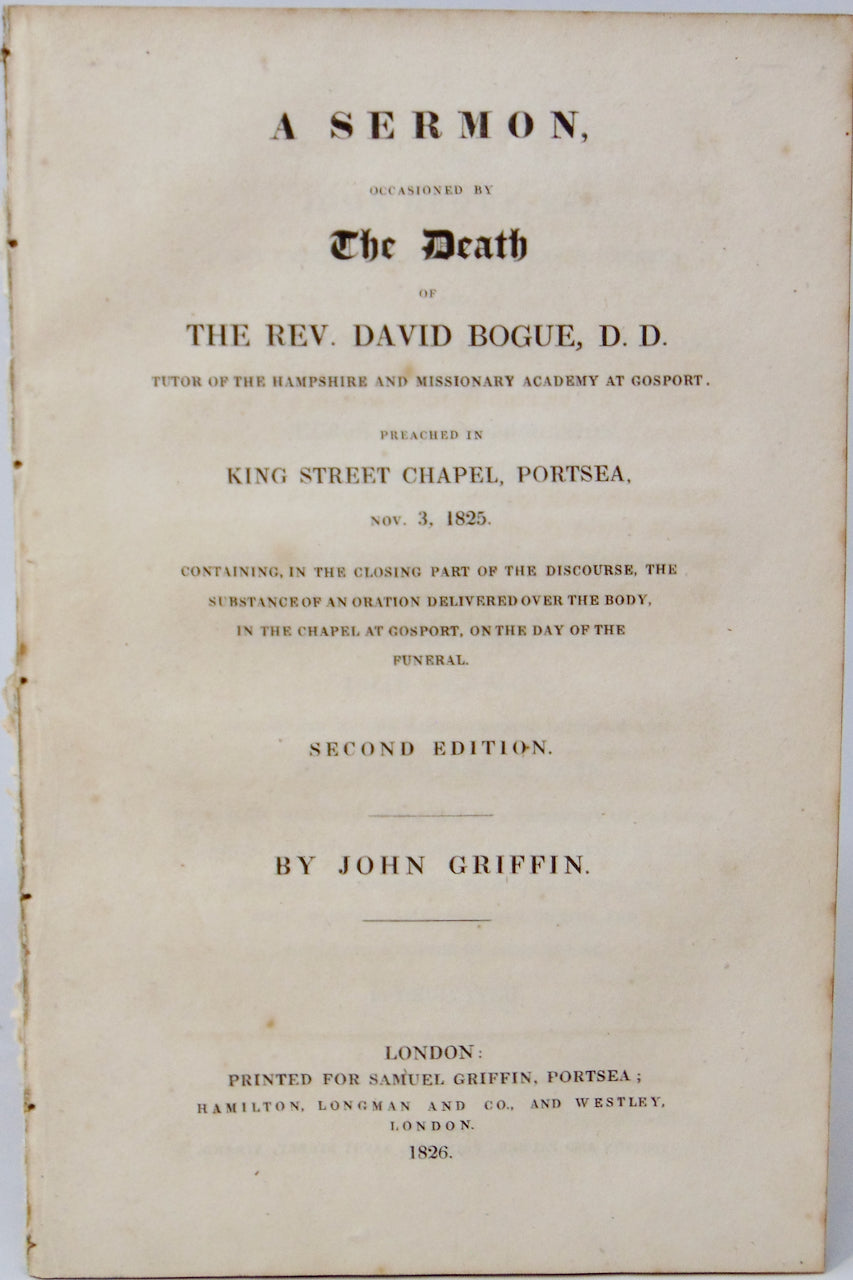 A SERMON,
OCCASIONED BY
The Death
OF
THE REV. DAVID BOGUE, D. D.
TUTOR OF THE HAMPSHIRE AND MISSIONARY ACADEMY AT GOSPORT.
PREACHED IN
KING STREET CHAPEL, PORTSEA,
NOV. 3, 1825.
CONTAINING, IN THE CLOSING PART OF THE DISCOURSE, THE
SUBSTANCE OF AN ORATION DELIVERED OVER THE BODY,
IN THE CHAPEL AT GOSPORT, ON THE DAY OF THE
FUNERAL.
SECOND EDITION.
BY JOHN GRIFFIN.
LONDON:
PRINTED FOR SAMUEL GRIFFIN, PORTSEA;
HAMILTON, LONGMAN AND CO., AND WESTLEY,
LONDON.
1826.